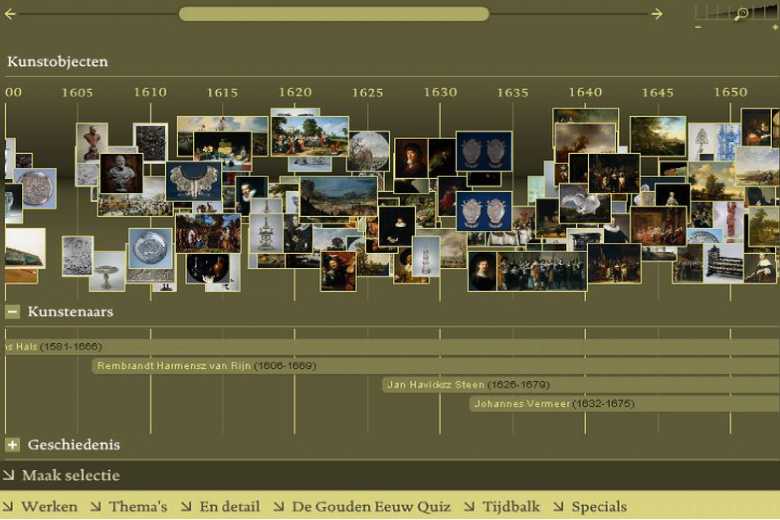 Kunstobjecten
00 1605 1610 1615 1620 1625 1630 1635 1640 1645 1650
Kunstenaars
s Hals (1581-1666)
Rembrandt Harmensz van Rijn (1606-1669)
Jan Havicksz Steen (1626-1679)
Johannes Vermeer (1632-1675)
Geschiedenis
Maak selectie
Werken Thema's En detail De Gouden Eeuw Quiz Tijdbalk Specials